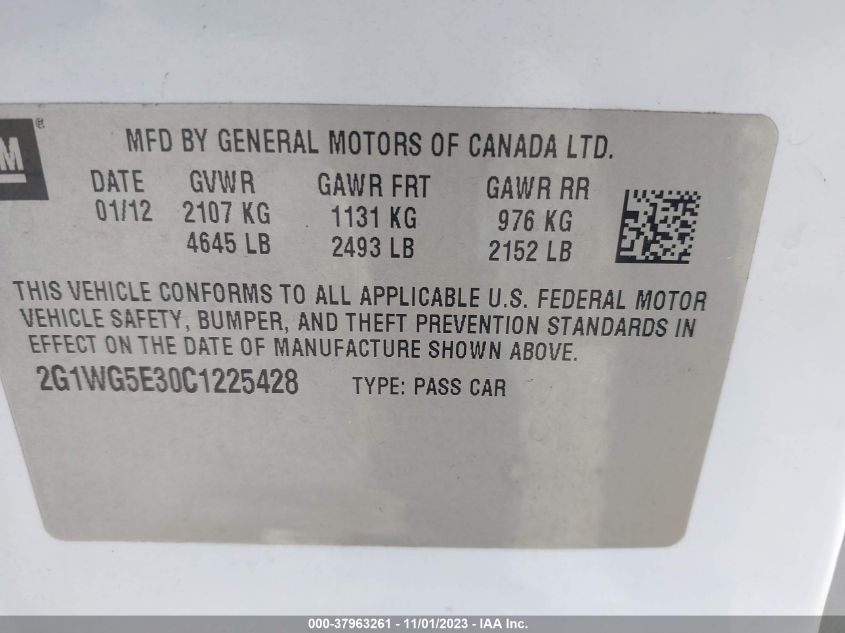 M ®
MFD BY GENERAL MOTORS OF CANADA LTD.
DATE GVWR GAWR FRT GAWR RR
01/12 2107 KG 1131 KG 976 KG
4645 LB 2493 LB 2152 LB
THIS VEHICLE CONFORMS TO ALL APPLICABLE U.S. FEDERAL MOTOR
VEHICLE SAFETY, BUMPER, AND THEFT PREVENTION STANDARDS IN
EFFECT ON THE DATE OF MANUFACTURE SHOWN ABOVE.
2G1WG5E30C1225428 TYPE: PASS CAR
000-37963261 - 11/01/2023 - IAA Inc.